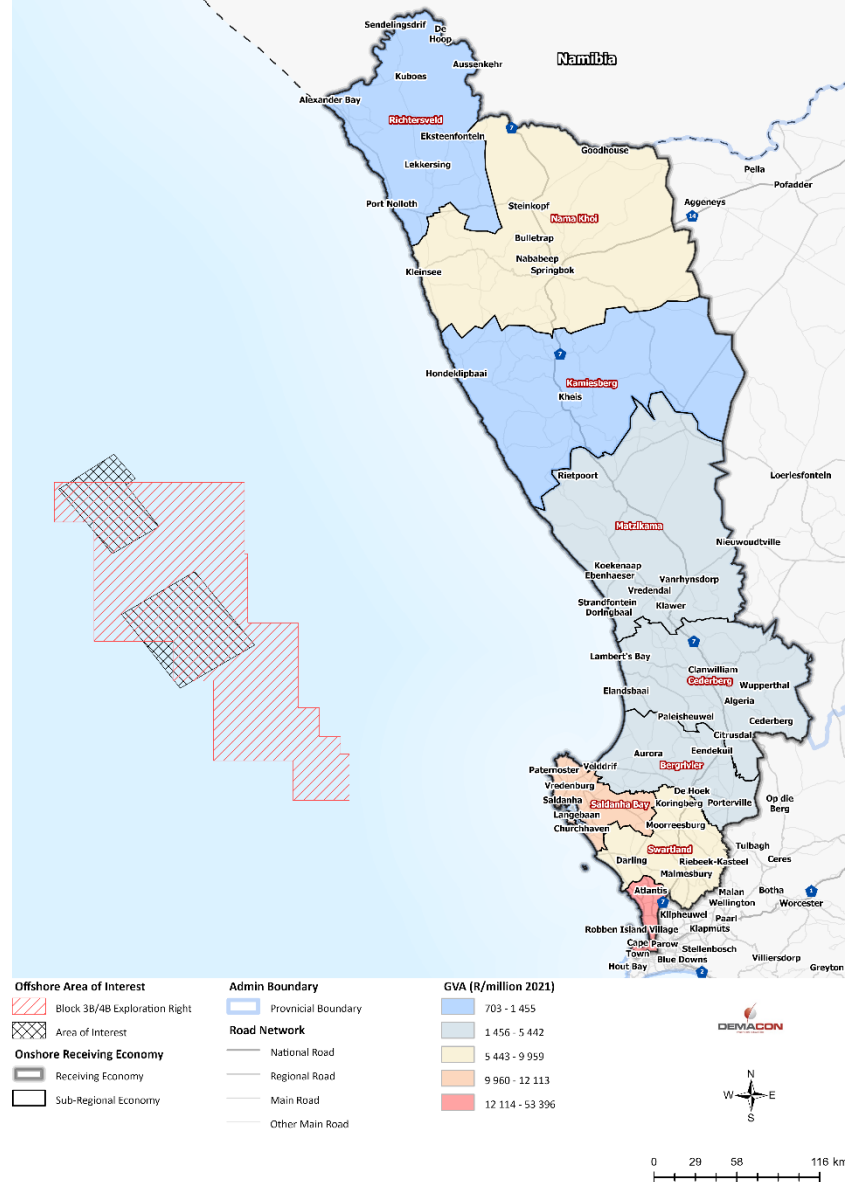 Sendelingsdrif
De
Hoop
Namibia
Aussenkehr
Kuboes
Alexander Bay
Richtersveld
7
Eksteenfontein
Goodhouse
Lekkersing
Pella
Pofadder
Port Nolloth
Steinkopf
Aggeneys
Nama Khoi
14
Bulletrap
Nababeep
Kleinsee
Springbok
7
Hondeklipbaai
Kamiesberg
Kheis
Rietpoort
Loerlesfontein
Matzikama
Nieuwoudtville
Koekenaap
Ebenhaeser
Vanrhynsdorp
Vredendal
Strandfontein
Klawer
Doringbaal
7
Lambert's Bay
Clanwilliam
Cederberg
Wupperthal
Elandsbaai
Algeria
Paleisheuwel
Cederberg
Citrusdal
Aurora
Eendekuil
Velddrif
Bergrivier
Paternoster
Vredenburg
De Hoek
Saldanha
Saldanha Bay
Koringberg
Porterville
Op die
Berg
Langebaan
Churchhaven
Moorreesburg
Tulbagh
Swartland
Darling
Riebeek-Kasteel
Ceres
Malmesbury
Atlantis
Malan
Botha
1
7
Wellington
Worcester
Klipheuwel
Paarl
Robben Island Village
Klapmuts
Cape
Town
Parow
Stellenbosch
Blue Downs
Villiersdorp
Hout Bay
2
Greyton
Offshore Area of Interest
Block 3B/4B Exploration Right
Area of Interest
Onshore Receiving Economy
Receiving Economy
Sub-Regional Economy
Admin Boundary
Provnicial Boundary
Road Network
National Road
Regional Road
Main Road
Other Main Road
GVA (R/million 2021)
703 - 1 455
1 456 - 5 442
5 443 - 9 959
9 960 - 12 113
12 114 - 53 396
DEMACON
N
W E
S
0 29 58 116 km